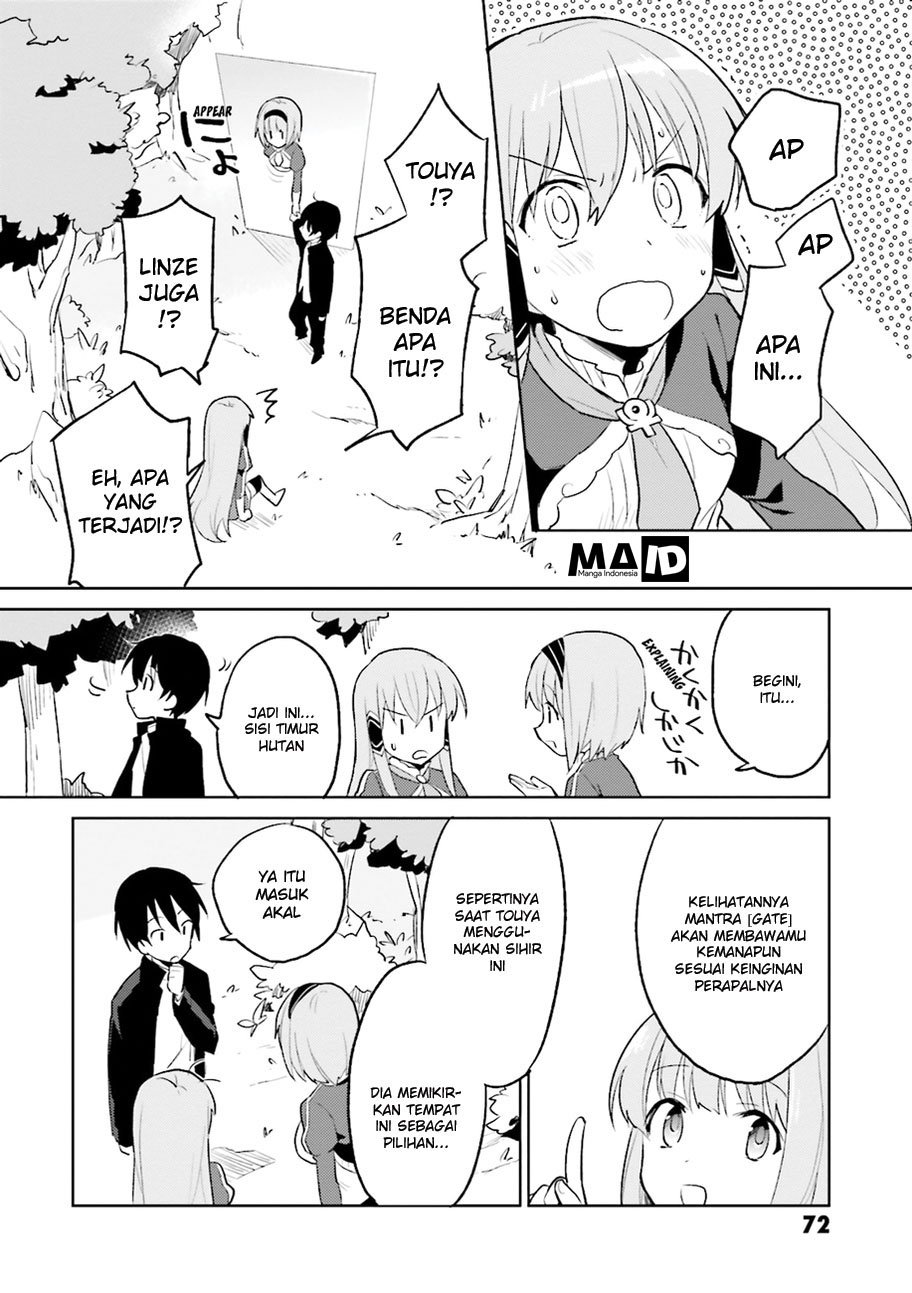 AP
AP
APA
INI...
TOUYA
!?
BENDA
APA
ITU!?
APPEAR
にょ
LINZE
JUGA
!?
EH, APA
YANG
TERJADI!?
MAID
Manga Indonesia
BEGINI,
ITU...
EXPLAINING
かくかく
しかじか
JADI INI...
SISI TIMUR
HUTAN
KELIHATANNYA
MANTRA [GATE]
AKAN MEMBAWAMU
KEMANAPUN
SESUAI KEINGINAN
PERAPALNYA
SEPERTINYA
SAAT TOUYA
MENGGU-
NAKAN SIHIR
INI
DIA MEMIKIR-
KAN TEMPAT
INI SEBAGAI
PILIHAN...
YA ITU
MASUK
AKAL
72